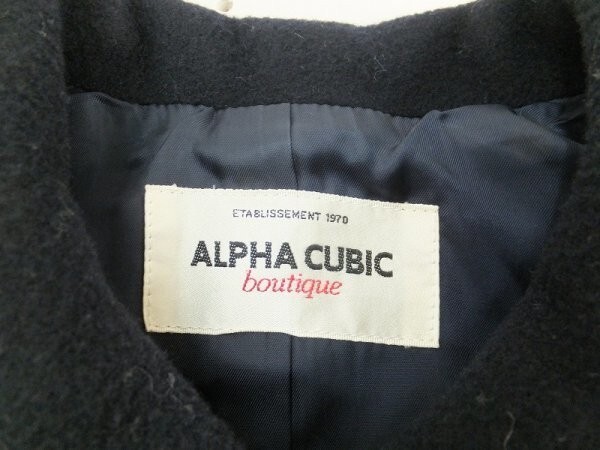 ETABLISSEMENT 1970
ALPHA CUBIC
boutique